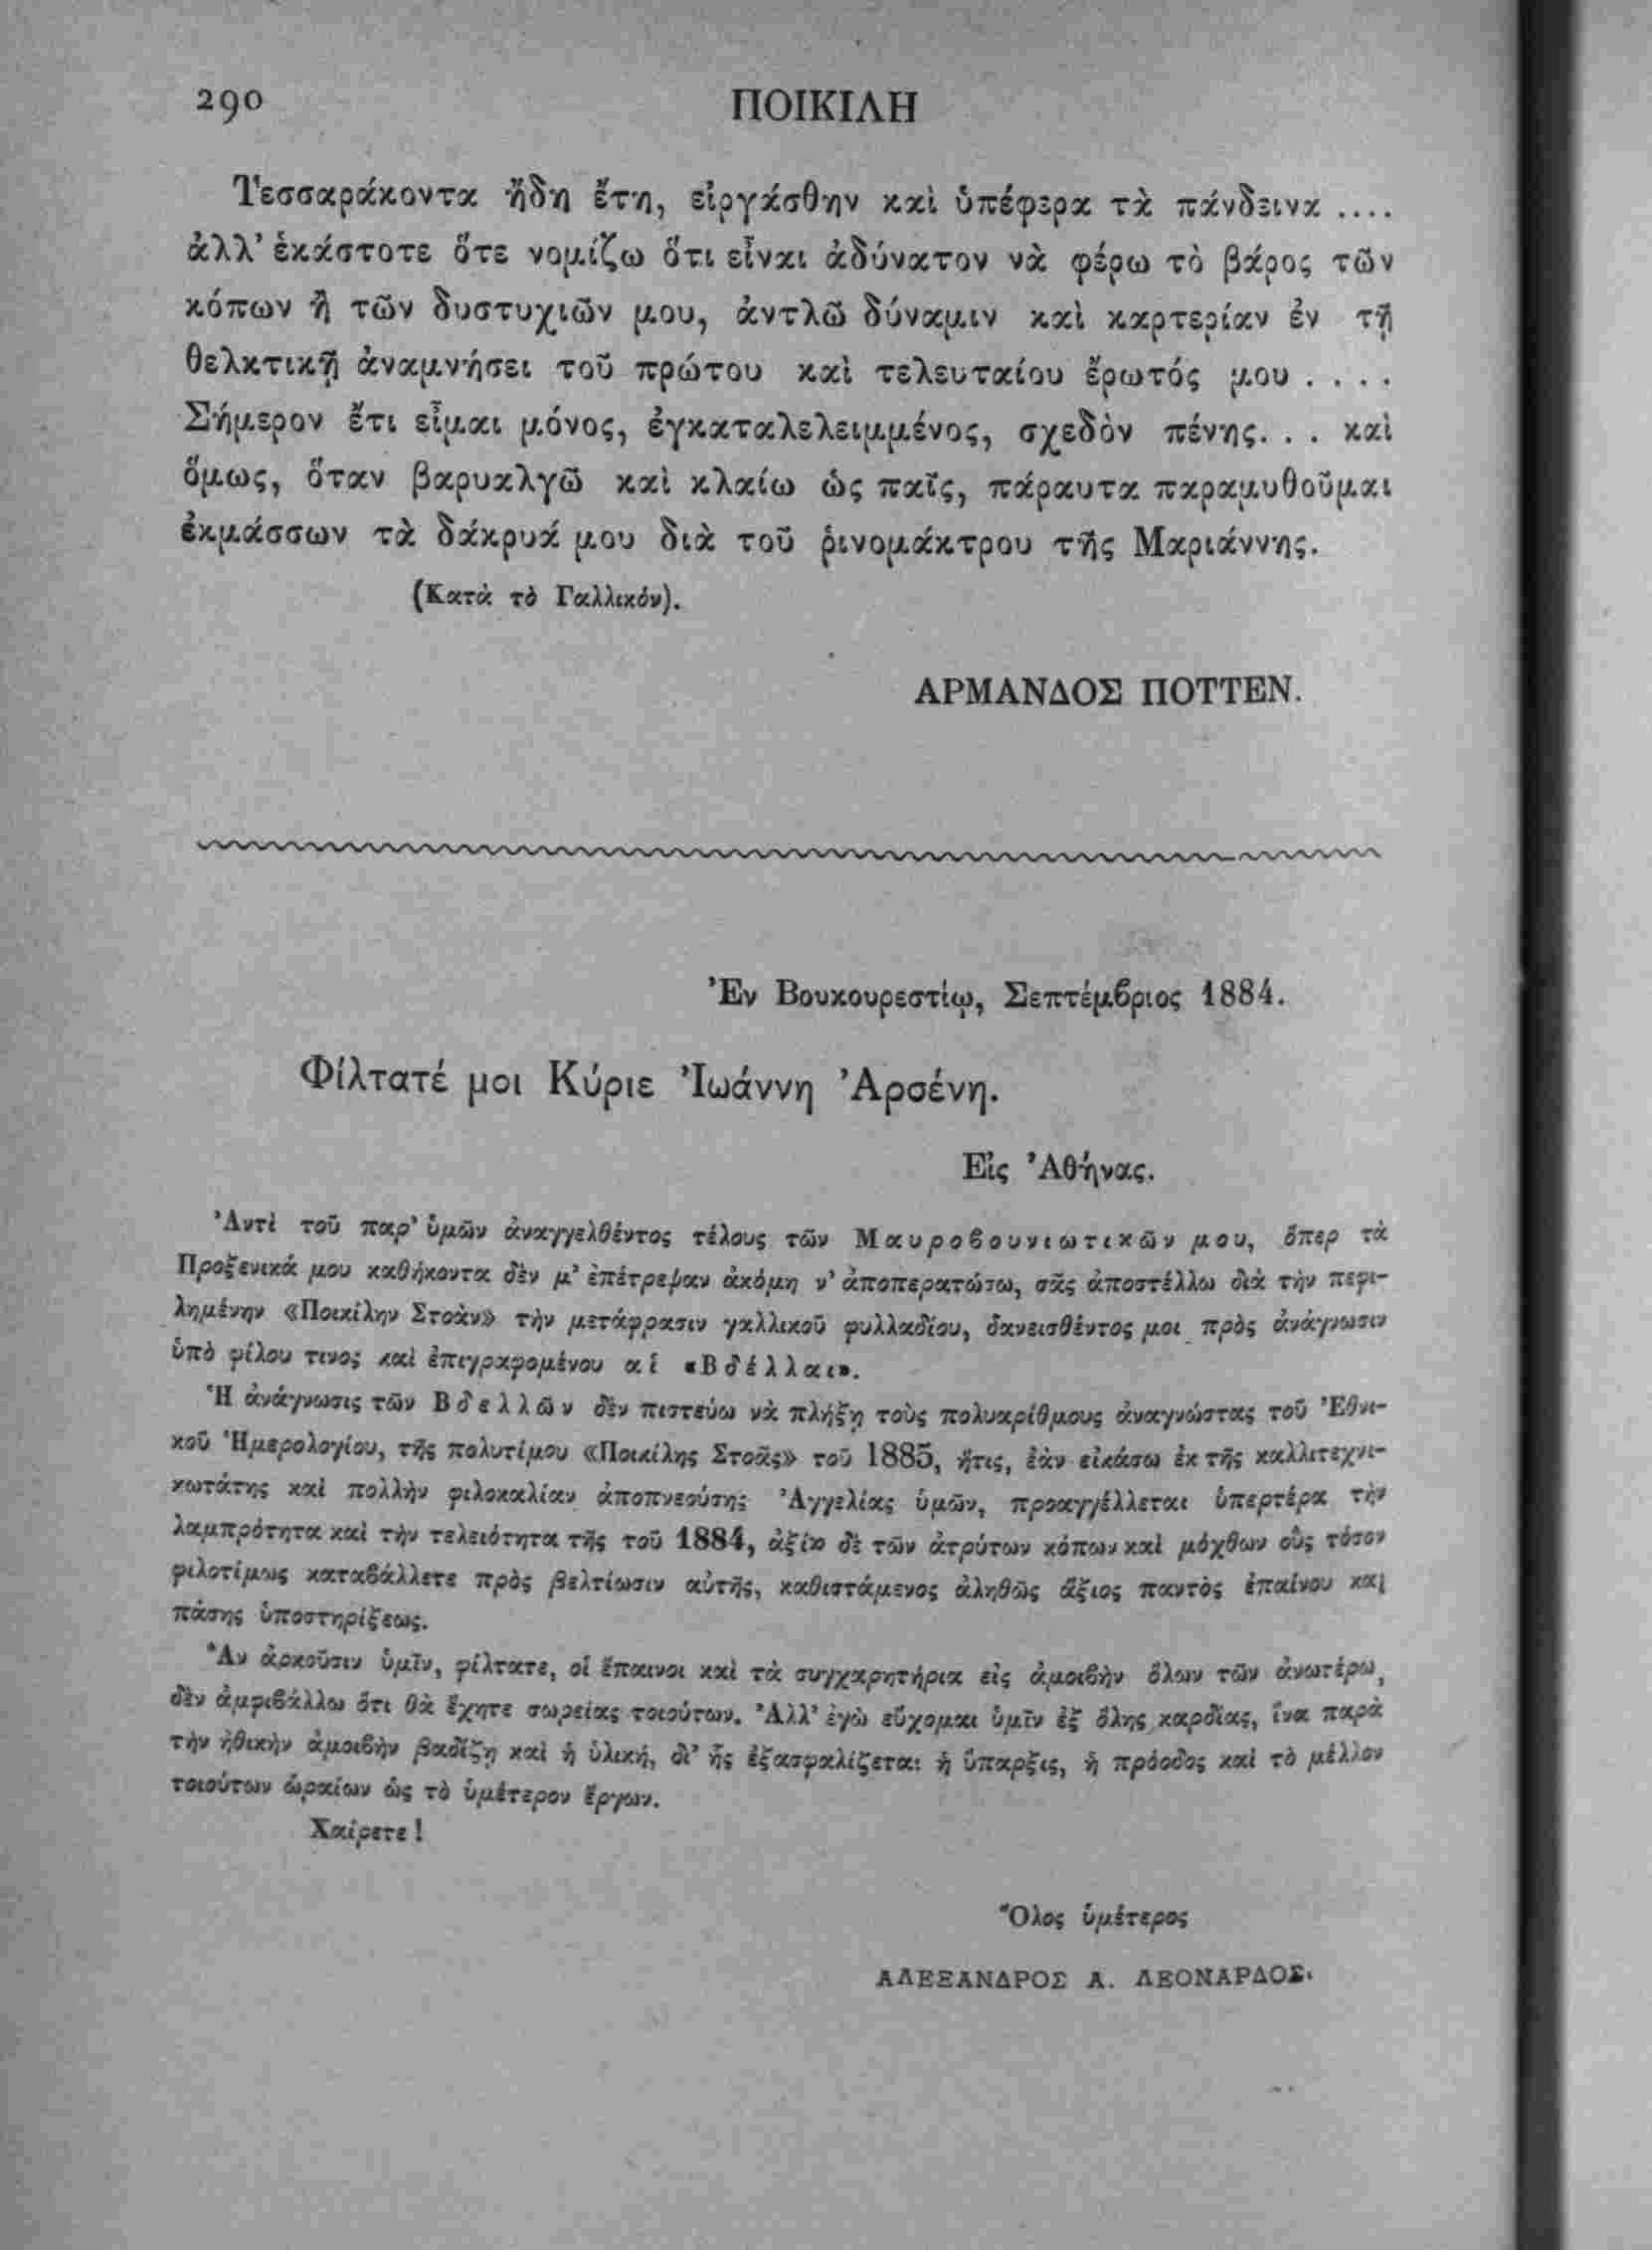 290
ΠΟΙΚΙΛΗ
Τεσσαράκοντα ἤδη ἔτη, εἰργάσθην καὶ ὑπέφερα τὰ πάνδεινα ....
ἀλλ' ἑκάστοτε ὅτε νομίζω ὅτι εἶναι ἀδύνατον νὰ φέρω τὸ βάρος τῶν
κόπων ἢ τῶν δυστυχιῶν μου, ἀντλῶ δύναμιν καὶ καρτερίαν ἐν τῇ
θελκτικῇ ἀναμνήσει τοῦ πρώτου καὶ τελευταίου ἔρωτός μου ....
Σήμερον ἔτι εἶμαι μόνος, ἐγκαταλελειμμένος, σχεδὸν πένης... καὶ
ὅμως, ὅταν βαρυαλγῶ καὶ κλαίω ὡς παῖς, πάραυτα παραμυθοῦμαι
ἐκμάσσων τὰ δάκρυά μου διὰ τοῦ ῥινομάκτρου τῆς Μαριάννης.
(Κατὰ τὸ Γαλλικόν).
ΑΡΜΑΝΔΟΣ ΠΟΤΤΕΝ.
Ἐν Βουκουρεστίῳ, Σεπτέμβριος 1884.
Φίλτατέ μοι Κύριε Ἰωάννη Ἀρσένη.
Εἰς Ἀθήνας.
Ἀντὶ τοῦ παρ' ὑμῶν ἀναγγελθέντος τέλους τῶν Μαυροβουνιωτικῶν μου, ὅπερ τὰ
Προξενικά μου καθήκοντα δὲν μ' ἐπέτρεψαν ἀκόμη ν' ἀποπερατώσω, σᾶς ἀποστέλλω διὰ τὴν πεφι-
λημένην «Ποικίλην Στοὰν» τὴν μετάφρασιν γαλλικοῦ φυλλαδίου, δανεισθέντος μοι πρὸς ἀνάγνωσιν
ὑπὸ φίλου τινος καὶ ἐπιγραφομένου αἱ «Βδέλλαι».
Ἡ ἀνάγνωσις τῶν Βδελλῶν δὲν πιστεύω νὰ πλήξῃ τοὺς πολυαρίθμους ἀναγνώστας τοῦ Ἐθνι-
κοῦ Ἡμερολογίου, τῆς πολυτίμου «Ποικίλης Στοᾶς» τοῦ 1885, ἥτις, ἐὰν εἰκάσω ἐκ τῆς καλλιτεχνι-
κωτάτης καὶ πολλὴν φιλοκαλίαν ἀποπνεούσης Ἀγγελίας ὑμῶν, προαγγέλλεται ὑπερτέρα τὴν
λαμπρότητα καὶ τὴν τελειότητα τῆς τοῦ 1884, ἀξία δὲ τῶν ἀτρύτων κόπων καὶ μόχθων οὓς τόσον
φιλοτίμως καταβάλλετε πρὸς βελτίωσιν αὐτῆς, καθιστάμενος ἀληθῶς ἄξιος παντὸς ἐπαίνου καὶ
πάσης ὑποστηρίξεως.
Ἂν ἀρκοῦσιν ὑμῖν, φίλτατε, οἱ ἔπαινοι καὶ τὰ συγχαρητήρια εἰς ἀμοιβὴν ὅλων τῶν ἀνωτέρω,
δὲν ἀμφιβάλλω ὅτι θὰ ἔχητε σωρείας τοιούτων. Ἀλλ' ἐγὼ εὔχομαι ὑμῖν ἐξ ὅλης καρδίας, ἵνα παρὰ
τὴν ἠθικὴν ἀμοιβὴν βαδίζῃ καὶ ἡ ὑλική, δι' ἧς ἐξασφαλίζεται ἡ ὕπαρξις, ἡ πρόοδος καὶ τὸ μέλλον
τοιούτων ὡραίων ὡς τὸ ὑμέτερον ἔργων.
Χαίρετε!
Ὅλος ὑμέτερος
ΑΛΕΞΑΝΔΡΟΣ Α. ΛΕΟΝΑΡΔΟΣ.